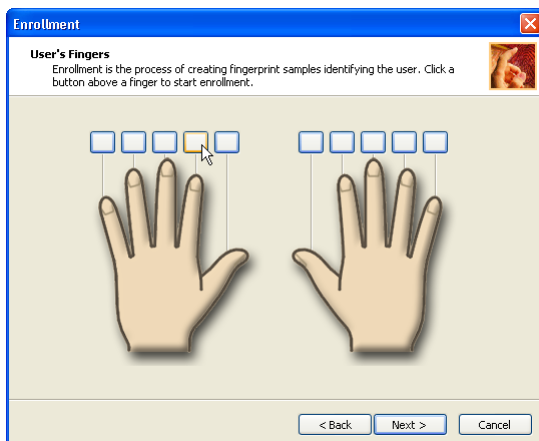 Enrollment
User's Fingers
Enrollment is the process of creating fingerprint samples identifying the user. Click a
button above a finger to start enrollment.
< Back Next > Cancel